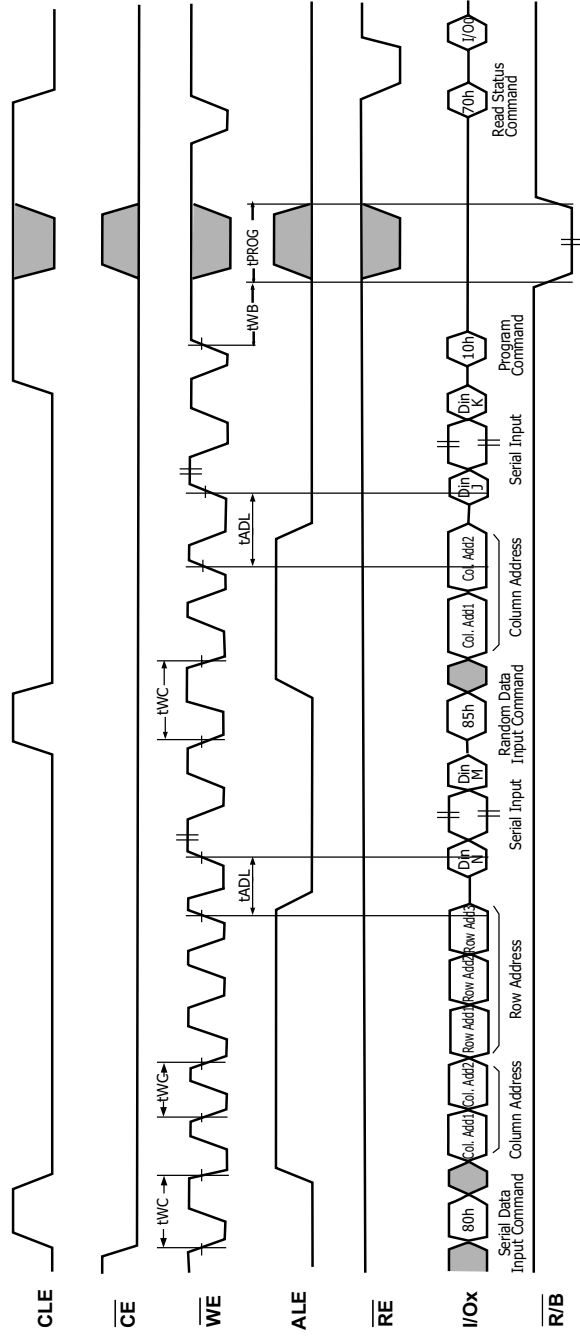 CLE
CE
tWC
tWC
tWC
WE
tADL
tADL
tWB
tPROG
ALE
RE
I/Ox
80h
Col. Add1
Col. Add2
Row Add1
Row Add2
Row Add3
Din
N
Din
M
85h
Col. Add1
Col. Add2
Din
J
Din
K
10h
70h
I/O0
Serial Data
Input Command
Column Address
Row Address
Serial Input
Random Data
Input Command
Column Address
Serial Input
Program
Command
Read Status
Command
R/B